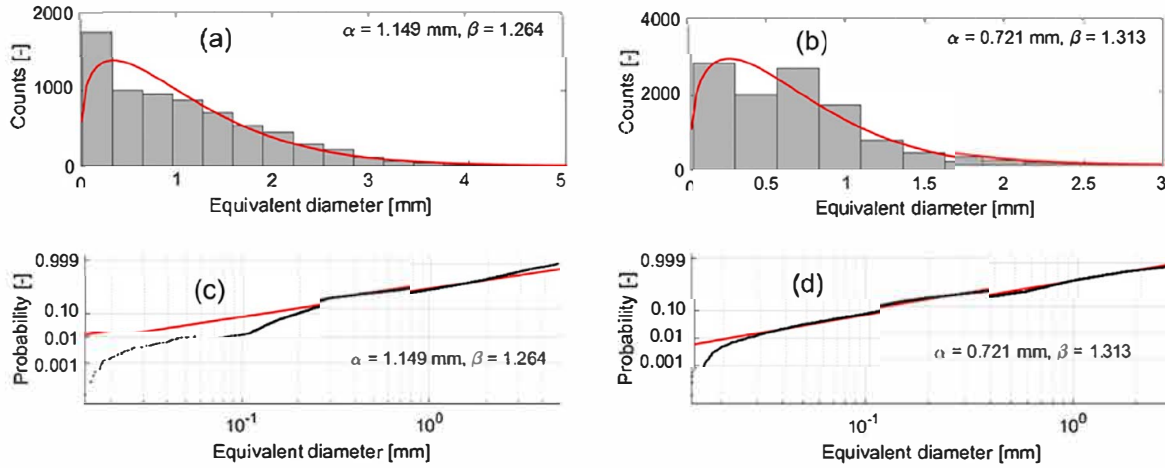 2000
(a)
α = 1.149 mm, β = 1.264
Counts [-]
1000
0
0 1 2 3 4 5
Equivalent diameter [mm]
4000
(b)
α = 0.721 mm, β = 1.313
Counts [-]
2000
0
0 0.5 1 1.5 2 2.5 3
Equivalent diameter [mm]
0.999
(c)
Probability [-]
0.10
0.01
0.001
α = 1.149 mm, β = 1.264
10⁻¹ 10⁰
Equivalent diameter [mm]
0.999
(d)
Probability [-]
0.10
0.01
0.001
α = 0.721 mm, β = 1.313
10⁻¹ 10⁰
Equivalent diameter [mm]